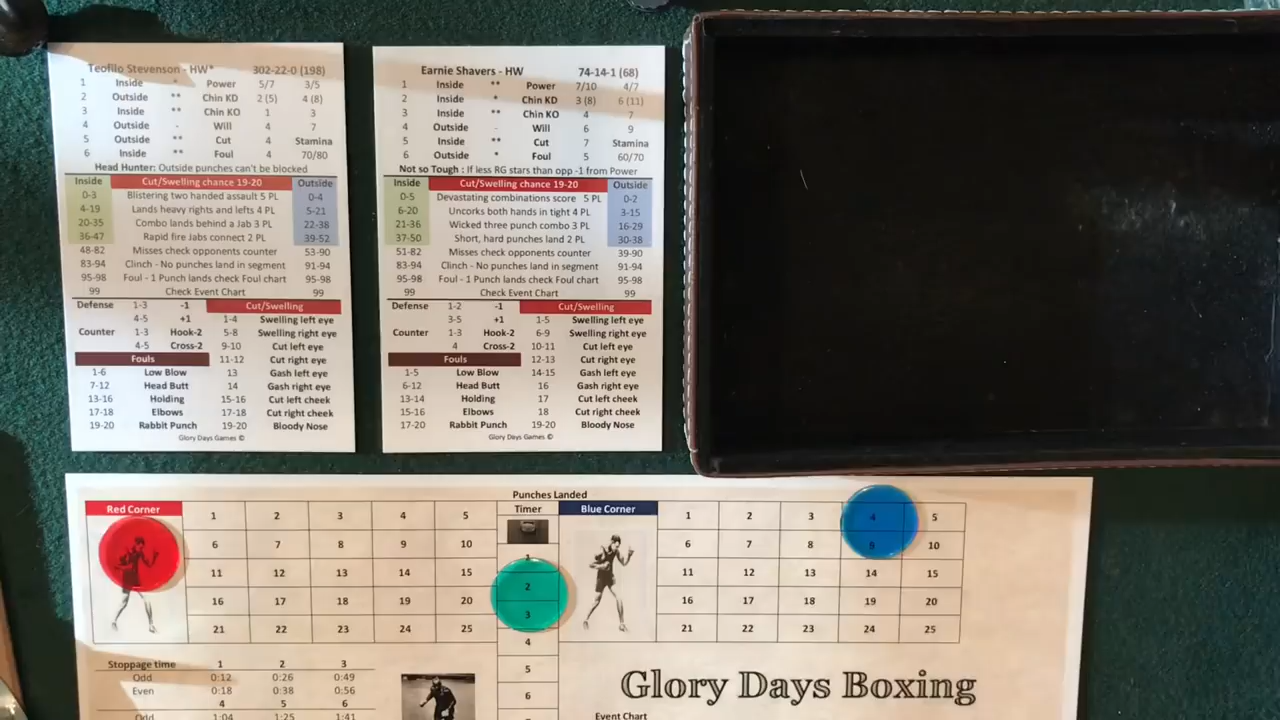 Teofilo Stevenson - HW* 302-22-0 (198)
1 Inside * Power 5/7 3/5
2 Outside ** Chin KD 2 (5) 4 (8)
3 Inside ** Chin KO 1 3
4 Outside - Will 4 7
5 Outside ** Cut 4 Stamina
6 Inside ** Foul 4 70/80
Head Hunter: Outside punches can't be blocked
Inside Cut/Swelling chance 19-20 Outside
0-3 Blistering two handed assault 5 PL 0-4
4-19 Lands heavy rights and lefts 4 PL 5-21
20-35 Combo lands behind a Jab 3 PL 22-38
36-47 Rapid fire Jabs connect 2 PL 39-52
48-82 Misses check opponents counter 53-90
83-94 Clinch - No punches land in segment 91-94
95-98 Foul - 1 Punch lands check Foul chart 95-98
99 Check Event Chart 99
Defense 1-3 -1 Cut/Swelling
4-5 +1 1-4 Swelling left eye
Counter 1-3 Hook-2 5-8 Swelling right eye
4-5 Cross-2 9-10 Cut left eye
Fouls 11-12 Cut right eye
1-6 Low Blow 13 Gash left eye
7-12 Head Butt 14 Gash right eye
13-16 Holding 15-16 Cut left cheek
17-18 Elbows 17-18 Cut right cheek
19-20 Rabbit Punch 19-20 Bloody Nose
Glory Days Games ©
Earnie Shavers - HW 74-14-1 (68)
1 Inside ** Power 7/10 4/7
2 Inside * Chin KD 3 (8) 6 (11)
3 Inside ** Chin KO 4 7
4 Outside - Will 6 9
5 Inside ** Cut 7 Stamina
6 Outside * Foul 5 60/70
Not so Tough : If less RG stars than opp -1 from Power
Inside Cut/Swelling chance 19-20 Outside
0-5 Devastating combinations score 5 PL 0-2
6-20 Uncorks both hands in tight 4 PL 3-15
21-36 Wicked three punch combo 3 PL 16-29
37-50 Short, hard punches land 2 PL 30-38
51-82 Misses check opponents counter 39-90
83-94 Clinch - No punches land in segment 91-94
95-98 Foul - 1 Punch lands check Foul chart 95-98
99 Check Event Chart 99
Defense 1-2 -1 Cut/Swelling
3-5 +1 1-5 Swelling left eye
Counter 1-3 Hook-2 6-9 Swelling right eye
4 Cross-2 10-11 Cut left eye
Fouls 12-13 Cut right eye
1-5 Low Blow 14-15 Gash left eye
6-12 Head Butt 16 Gash right eye
13-14 Holding 17 Cut left cheek
15-16 Elbows 18 Cut right cheek
17-20 Rabbit Punch 19-20 Bloody Nose
Glory Days Games ©
Punches Landed
Red Corner 1 2 3 4 5 Timer Blue Corner 1 2 3 4 5
6 7 8 9 10 1 6 7 8 9 10
11 12 13 14 15 2 11 12 13 14 15
16 17 18 19 20 3 16 17 18 19 20
21 22 23 24 25 4 21 22 23 24 25
Stoppage time 1 2 3 5
Odd 0:12 0:26 0:49
Even 0:18 0:38 0:56 6
4 5 6
Odd 1:04 1:25 1:41
Glory Days Boxing
Event Chart